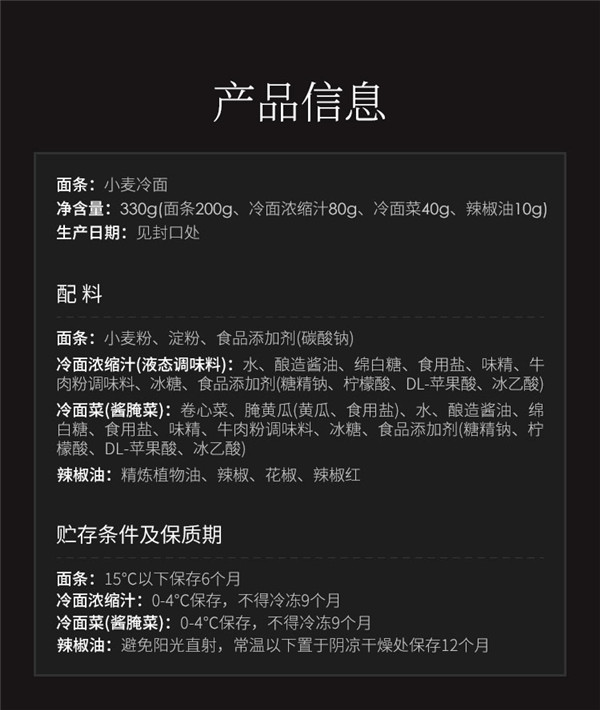 产品信息
面条：小麦冷面
净含量：330g(面条200g、冷面浓缩汁80g、冷面菜40g、辣椒油10g)
生产日期：见封口处
配 料
面条：小麦粉、淀粉、食品添加剂(碳酸钠)
冷面浓缩汁(液态调味料)：水、酿造酱油、绵白糖、食用盐、味精、牛
肉粉调味料、冰糖、食品添加剂(糖精钠、柠檬酸、DL-苹果酸、冰乙酸)
冷面菜(酱腌菜)：卷心菜、腌黄瓜(黄瓜、食用盐)、水、酿造酱油、绵
白糖、食用盐、味精、牛肉粉调味料、冰糖、食品添加剂(糖精钠、柠
檬酸、DL-苹果酸、冰乙酸)
辣椒油：精炼植物油、辣椒、花椒、辣椒红
贮存条件及保质期
面条：15℃以下保存6个月
冷面浓缩汁：0-4℃保存，不得冷冻9个月
冷面菜(酱腌菜)：0-4℃保存，不得冷冻9个月
辣椒油：避免阳光直射，常温以下置于阴凉干燥处保存12个月